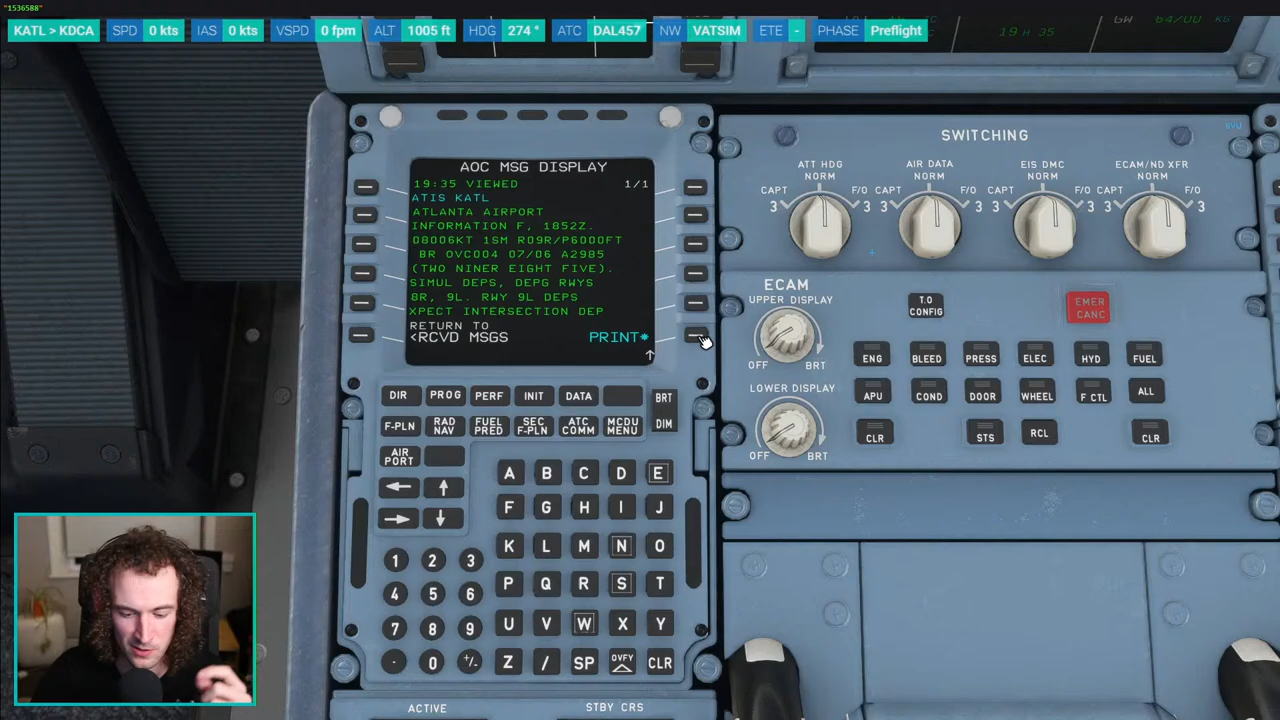 "1536588"
KATL > KDCA SPD 0 kts IAS 0 kts VSPD 0 fpm ALT 1005 ft HDG 274 ° ATC DAL457 NW VATSIM ETE - PHASE Preflight
19 H 35
GW 64700 KG
AOC MSG DISPLAY
19:35 VIEWED 1/1
ATIS KATL
ATLANTA AIRPORT
INFORMATION F, 1852Z.
08006KT 1SM R09R/P6000FT
BR OVC004 07/06 A2985
(TWO NINER EIGHT FIVE).
SIMUL DEPS, DEPG RWYS
8R, 9L. RWY 9L DEPS
XPECT INTERSECTION DEP
RETURN TO
<RCVD MSGS PRINT*
↑
DIR PROG PERF INIT DATA BRT
DIM
F-PLN RAD NAV FUEL PRED SEC F-PLN ATC COMM MCDU MENU
AIR PORT
← ↑
→ ↓
A B C D E
F G H I J
K L M N O
P Q R S T
U V W X Y
Z / SP OVFY CLR
1 2 3
4 5 6
7 8 9
. 0 +/-
ACTIVE STBY CRS
SWITCHING
ATT HDG AIR DATA EIS DMC ECAM/ND XFR
NORM NORM NORM NORM
CAPT F/O CAPT F/O CAPT F/O CAPT F/O
3 3 3 3 3 3 3 3
ECAM
UPPER DISPLAY
OFF BRT
LOWER DISPLAY
OFF BRT
T.O CONFIG
EMER CANC
ENG BLEED PRESS ELEC HYD FUEL
APU COND DOOR WHEEL F CTL ALL
CLR STS RCL CLR